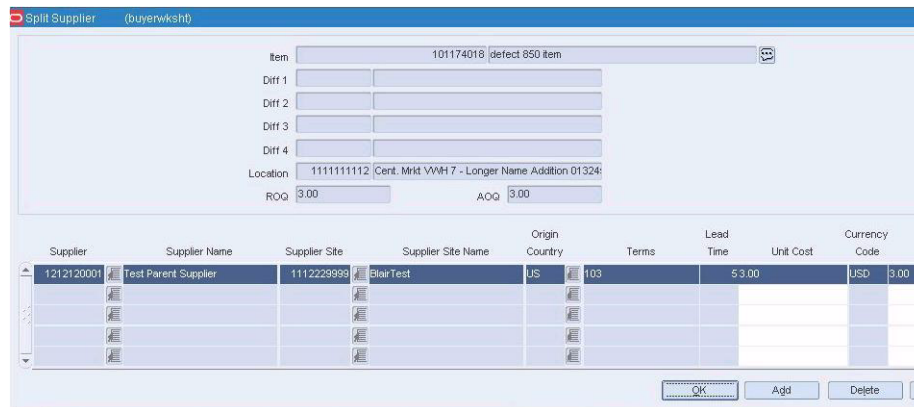 Split Supplier (buyerwksht)
Item 101174018 defect 850 item
Diff 1
Diff 2
Diff 3
Diff 4
Location 1111111112 Cent. Mrkt VWH 7 - Longer Name Addition 01324
ROQ 3.00 AOQ 3.00
Origin Lead Currency
Supplier Supplier Name Supplier Site Supplier Site Name Country Terms Time Unit Cost Code
1212120001 Test Parent Supplier 1112229999 BlairTest US 103 5 3.00 USD 3.00
OK Add Delete